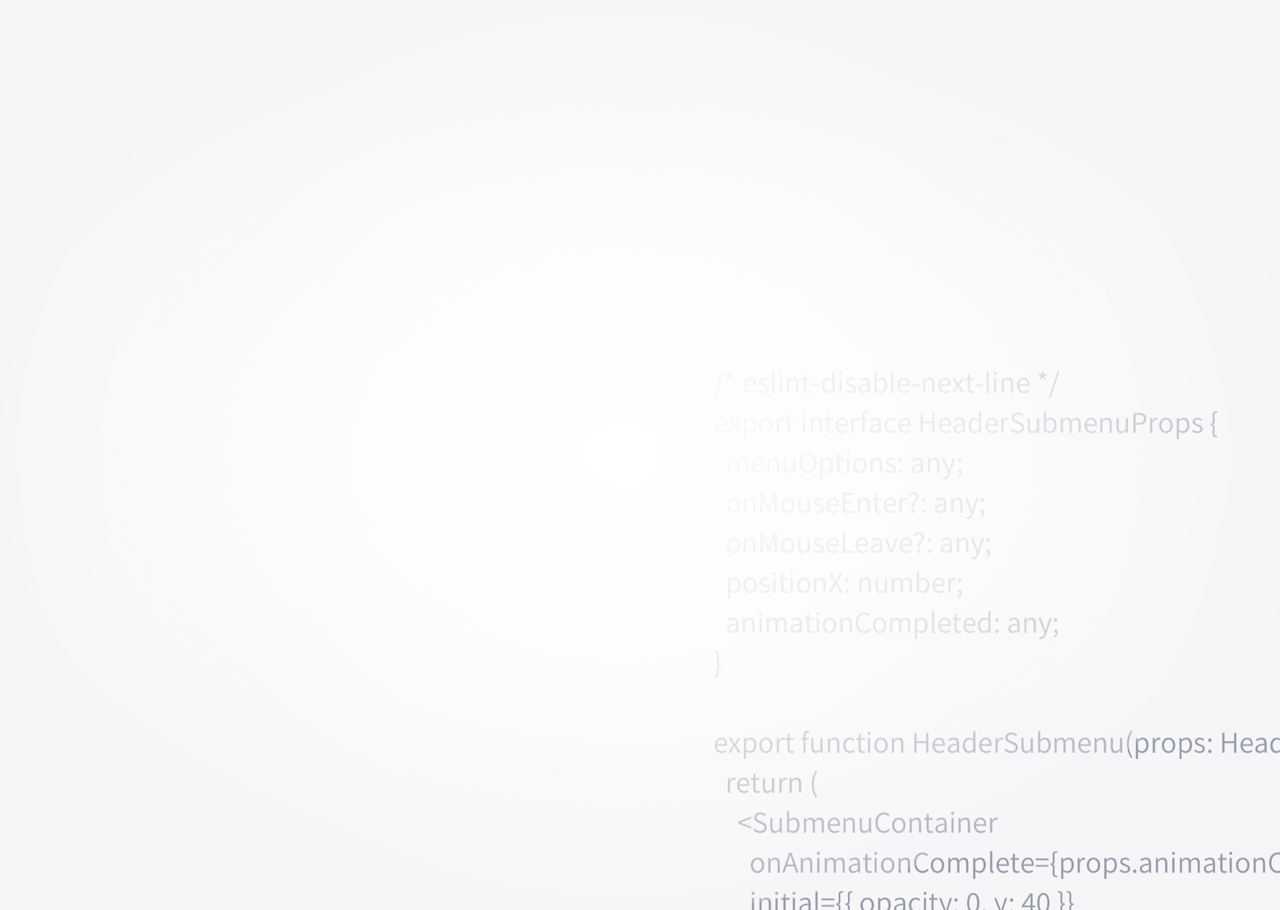 /* eslint-disable-next-line */
export interface HeaderSubmenuProps {
menuOptions: any;
onMouseEnter?: any;
onMouseLeave?: any;
positionX: number;
animationCompleted: any;
}
export function HeaderSubmenu(props: Head
return (
<SubmenuContainer
onAnimationComplete={props.animationC
initial={{ opacity: 0, y: 40 }}